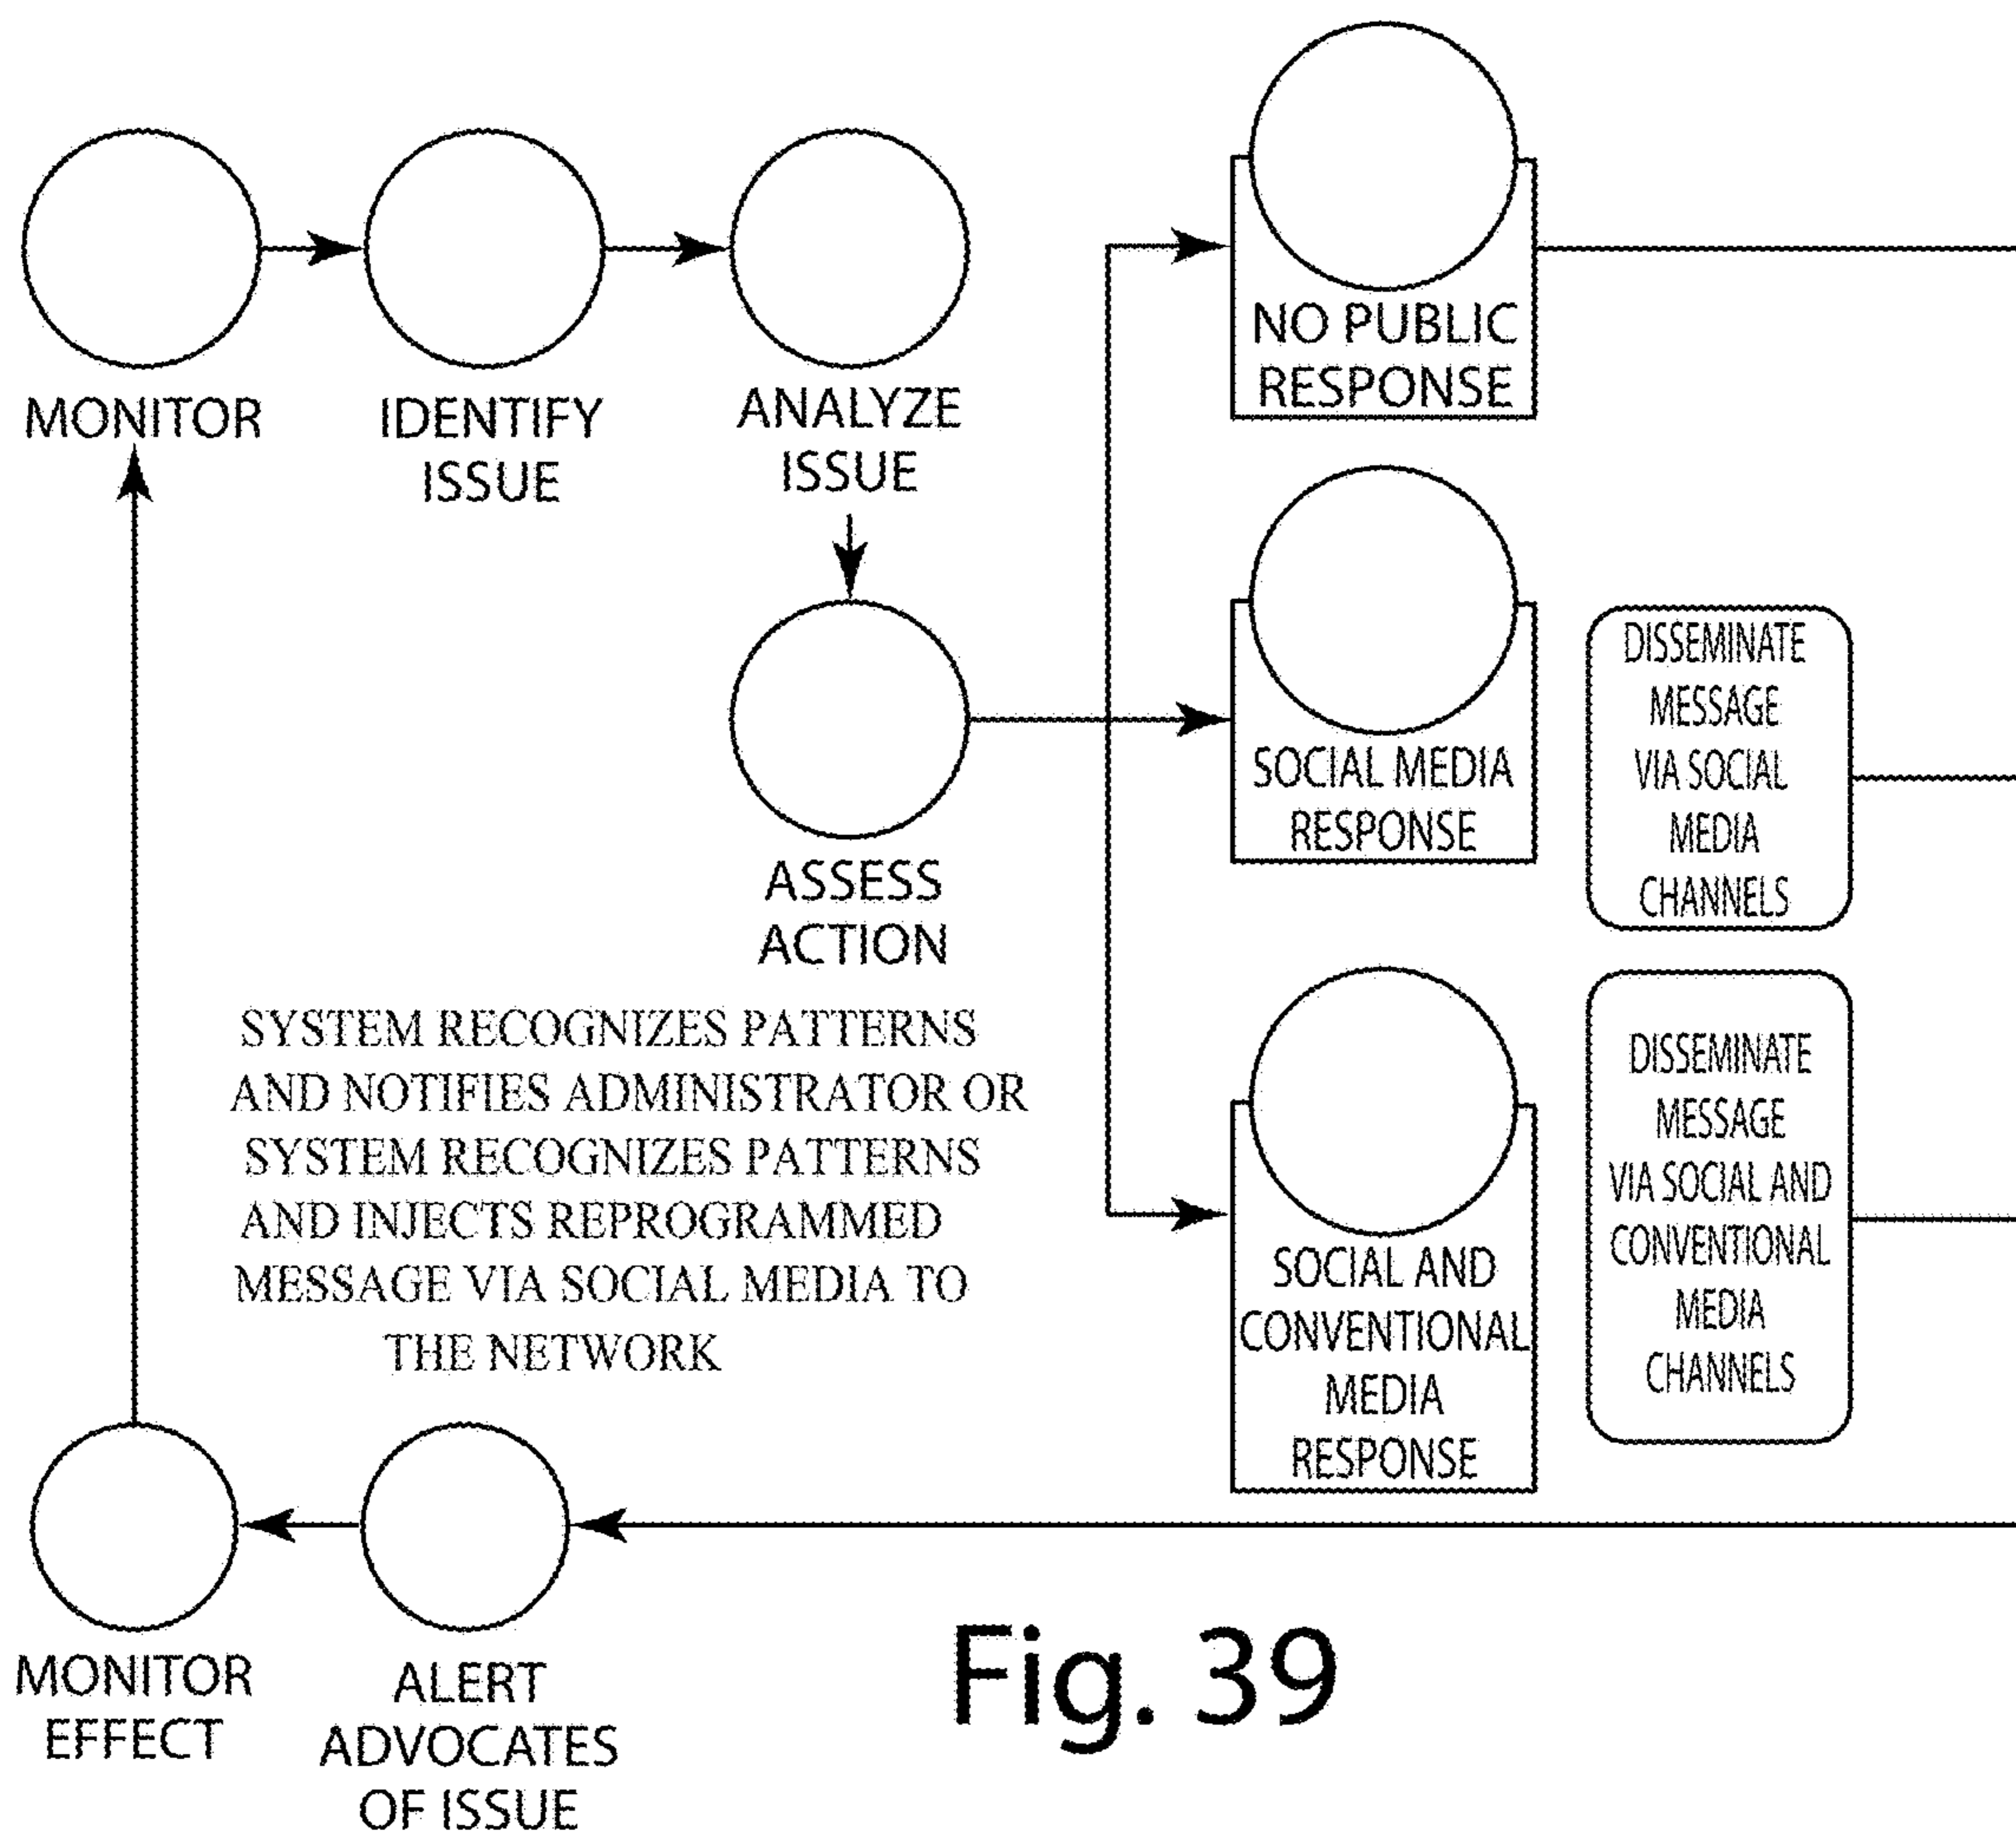 MONITOR
IDENTIFY
ISSUE
ANALYZE
ISSUE
ASSESS
ACTION
NO PUBLIC
RESPONSE
SOCIAL MEDIA
RESPONSE
DISSEMINATE
MESSAGE
VIA SOCIAL
MEDIA
CHANNELS
SOCIAL AND
CONVENTIONAL
MEDIA
RESPONSE
DISSEMINATE
MESSAGE
VIA SOCIAL AND
CONVENTIONAL
MEDIA
CHANNELS
SYSTEM RECOGNIZES PATTERNS
AND NOTIFIES ADMINISTRATOR OR
SYSTEM RECOGNIZES PATTERNS
AND INJECTS REPROGRAMMED
MESSAGE VIA SOCIAL MEDIA TO
THE NETWORK
MONITOR
EFFECT
ALERT
ADVOCATES
OF ISSUE
Fig. 39